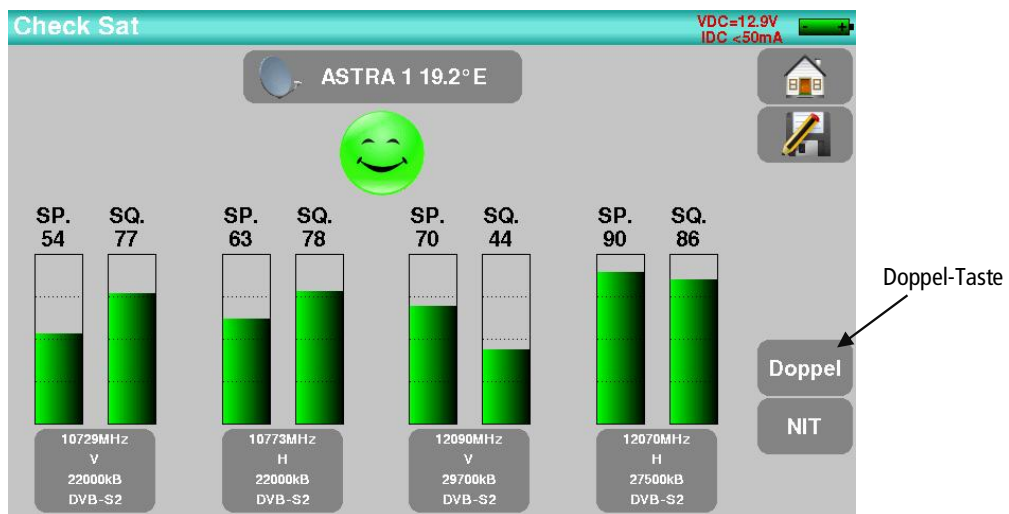 Check Sat
VDC=12.9V
IDC <50mA
- +
ASTRA 1 19.2°E
SP. SQ. SP. SQ. SP. SQ. SP. SQ.
54 77 63 78 70 44 90 86
Doppel-Taste
Doppel
NIT
10729MHz
V
22000kB
DVB-S2
10773MHz
H
22000kB
DVB-S2
12090MHz
V
29700kB
DVB-S2
12070MHz
H
27500kB
DVB-S2